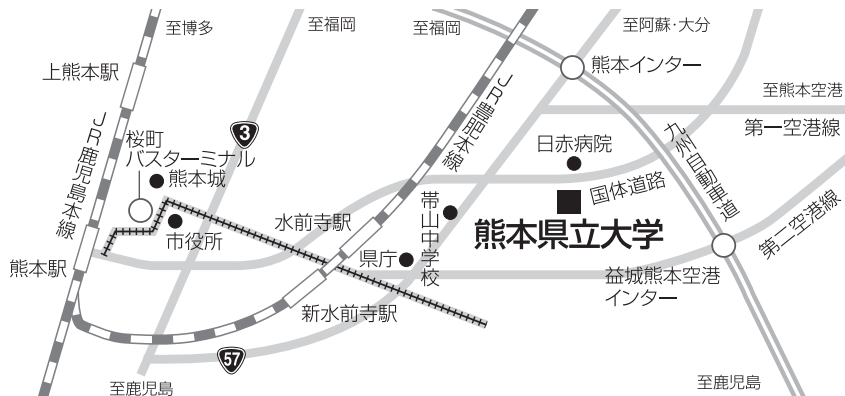 至博多
至福岡
至福岡
至阿蘇・大分
上熊本駅
熊本インター
至熊本空港
第一空港線
JR豊肥本線
JR鹿児島本線
3
桜町
バスターミナル
熊本城
日赤病院
九州自動車道
国体道路
帯山中学校
水前寺駅
市役所
熊本県立大学
第二空港線
県庁
熊本駅
益城熊本空港
インター
新水前寺駅
57
至鹿児島
至鹿児島